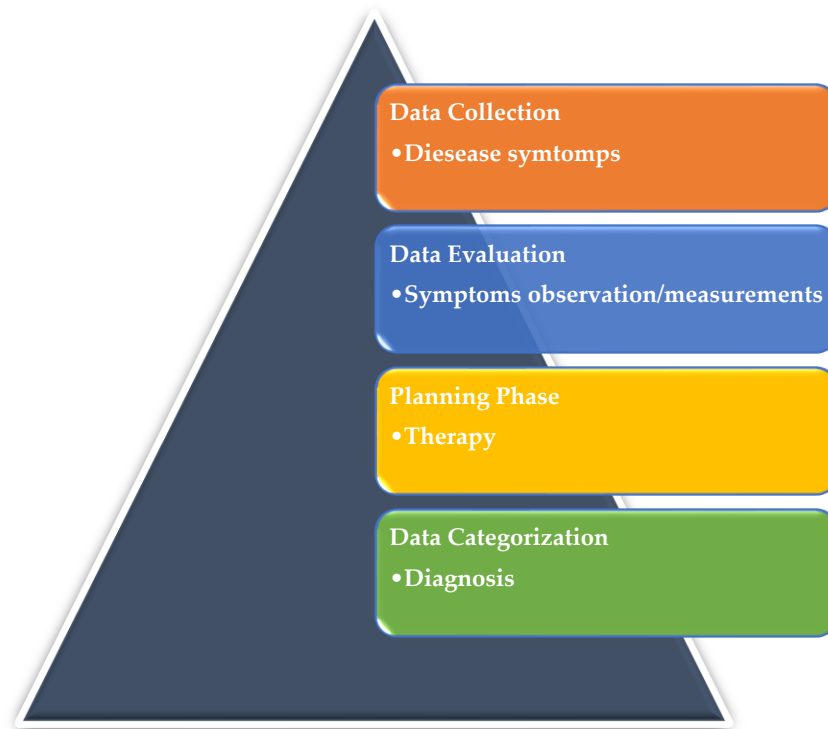 Data Collection
•Diesease symtomps
Data Evaluation
•Symptoms observation/measurements
Planning Phase
•Therapy
Data Categorization
•Diagnosis